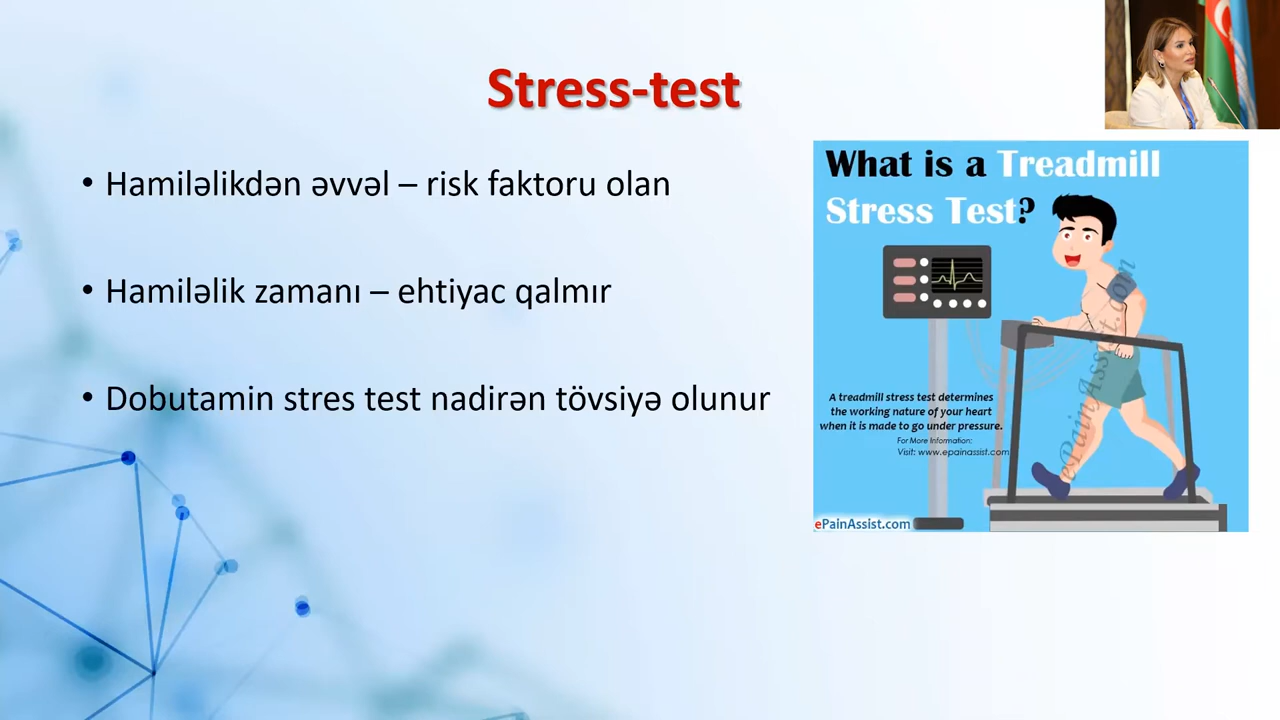 Stress-test
• Hamiləlikdən əvvəl – risk faktoru olan
• Hamiləlik zamanı – ehtiyac qalmır
• Dobutamin stres test nadirən tövsiyə olunur
What is a Treadmill
Stress Test?
A treadmill stress test determines
the working nature of your heart
when it is made to go under pressure.
For More Information:
Visit: www.epainassist.com
ePainAssist.com
ePainAssist.com